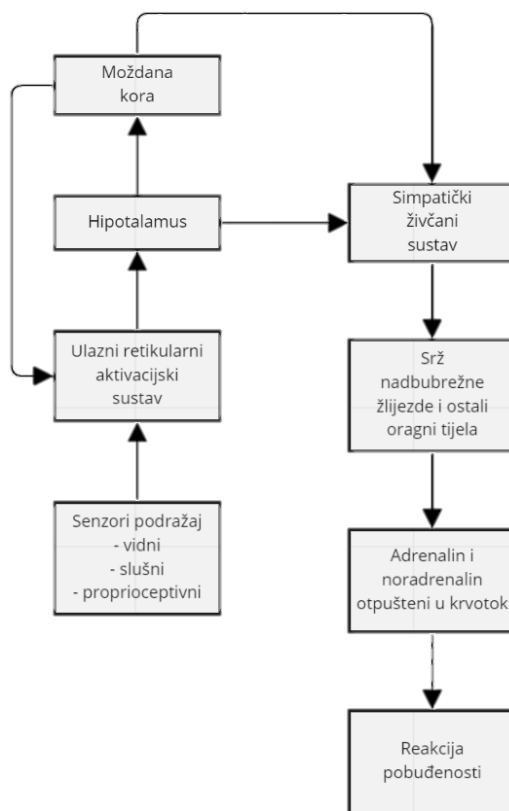 Moždana
kora
Hipotalamus
Ulazni retikularni
aktivacijski
sustav
Senzori podražaj
- vidni
- slušni
- proprioceptivni
Simpatički
živčani
sustav
Srž
nadbubrežne
žlijezde i ostali
oragni tijela
Adrenalin i
noradrenalin
otpušteni u krvotok
Reakcija
pobuđenosti